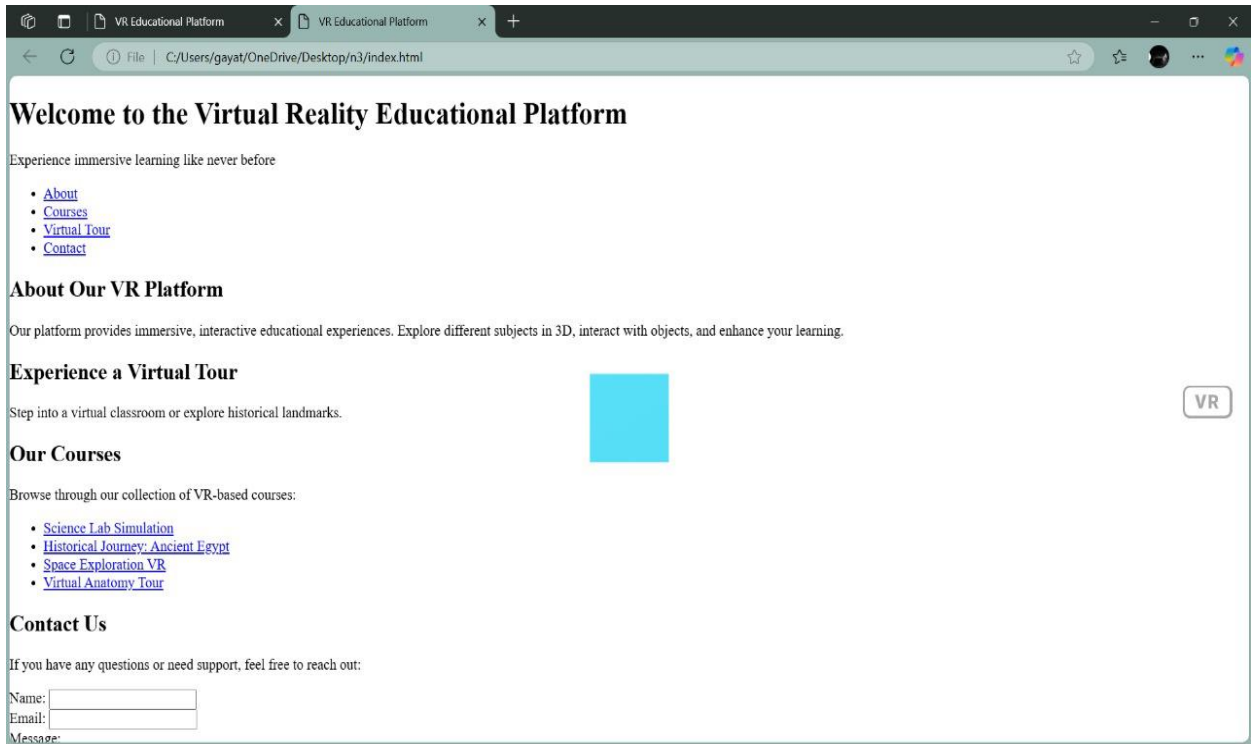 VR Educational Platform
VR Educational Platform
File
C:/Users/gayat/OneDrive/Desktop/n3/index.html
Welcome to the Virtual Reality Educational Platform
Experience immersive learning like never before
About
Courses
Virtual Tour
Contact
About Our VR Platform
Our platform provides immersive, interactive educational experiences. Explore different subjects in 3D, interact with objects, and enhance your learning.
Experience a Virtual Tour
Step into a virtual classroom or explore historical landmarks.
VR
Our Courses
Browse through our collection of VR-based courses:
Science Lab Simulation
Historical Journey: Ancient Egypt
Space Exploration VR
Virtual Anatomy Tour
Contact Us
If you have any questions or need support, feel free to reach out:
Name:
Email:
Message: